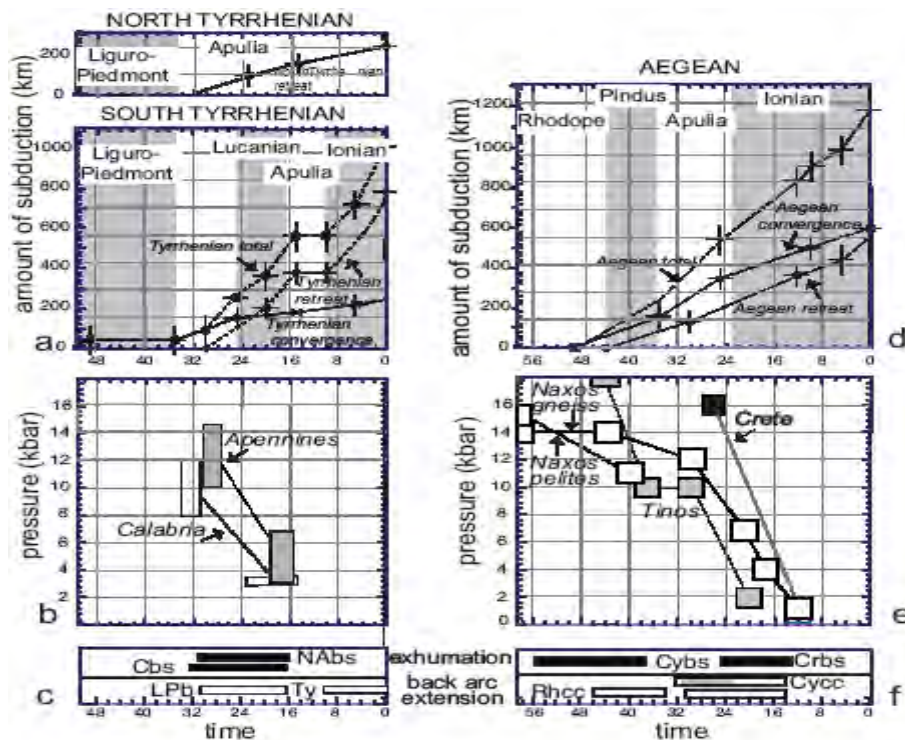 NORTH TYRRHENIAN
200
0
Liguro-
Piedmont
Apulia
retreat
SOUTH TYRRHENIAN
amount of subduction (km)
1000
800
600
400
200
0
Liguro-
Piedmont
Lucanian
Ionian
Apulia
Tyrrhenian total
Tyrrhenian
retreat
Tyrrhenian
convergence
a
48
40
32
24
16
8
0
AEGEAN
amount of subduction (km)
1200
1000
800
600
400
200
0
Pindus
Ionian
Rhodope
Apulia
Aegean
convergence
Aegean total
Aegean retreat
d
56
48
40
32
24
16
8
0
pressure (kbar)
16
14
12
10
8
6
4
2
Apennines
Calabria
b
pressure (kbar)
16
14
12
10
8
6
4
2
0
Naxos
gneiss
Naxos
pelites
Crete
Tinos
e
NAbs
Cbs
LPb
Ty
c
48
40
32
24
16
8
0
time
exhumation
back arc
extension
Cybs
Crbs
Cycc
Rhcc
f
56
48
40
32
24
16
8
0
time